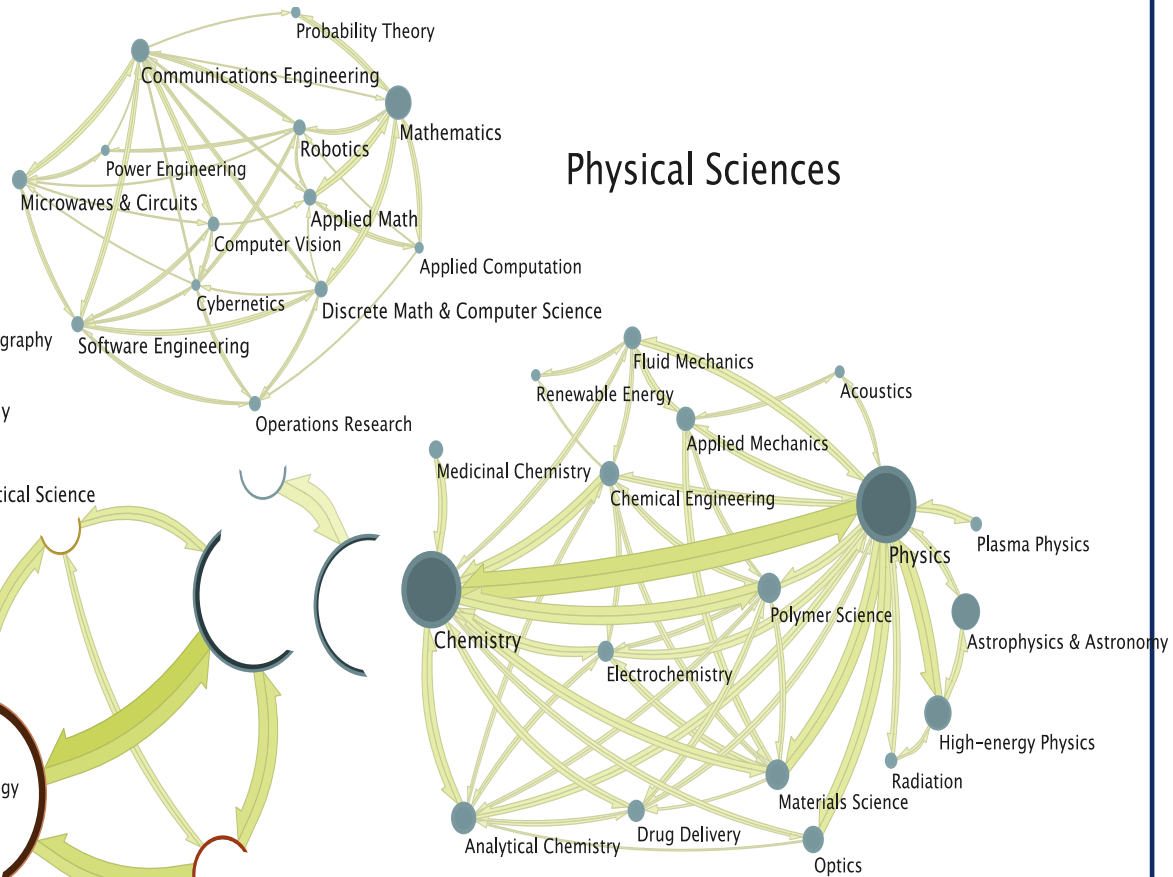 Probability Theory
Communications Engineering
Mathematics
Robotics
Power Engineering
Physical Sciences
Microwaves & Circuits
Applied Math
Computer Vision
Applied Computation
Cybernetics
Discrete Math & Computer Science
graphy
Software Engineering
Fluid Mechanics
Renewable Energy
Acoustics
y
Operations Research
Applied Mechanics
Medicinal Chemistry
tical Science
Chemical Engineering
Plasma Physics
Physics
Polymer Science
Chemistry
Astrophysics & Astronomy
Electrochemistry
High-energy Physics
gy
Radiation
Materials Science
Drug Delivery
Analytical Chemistry
Optics